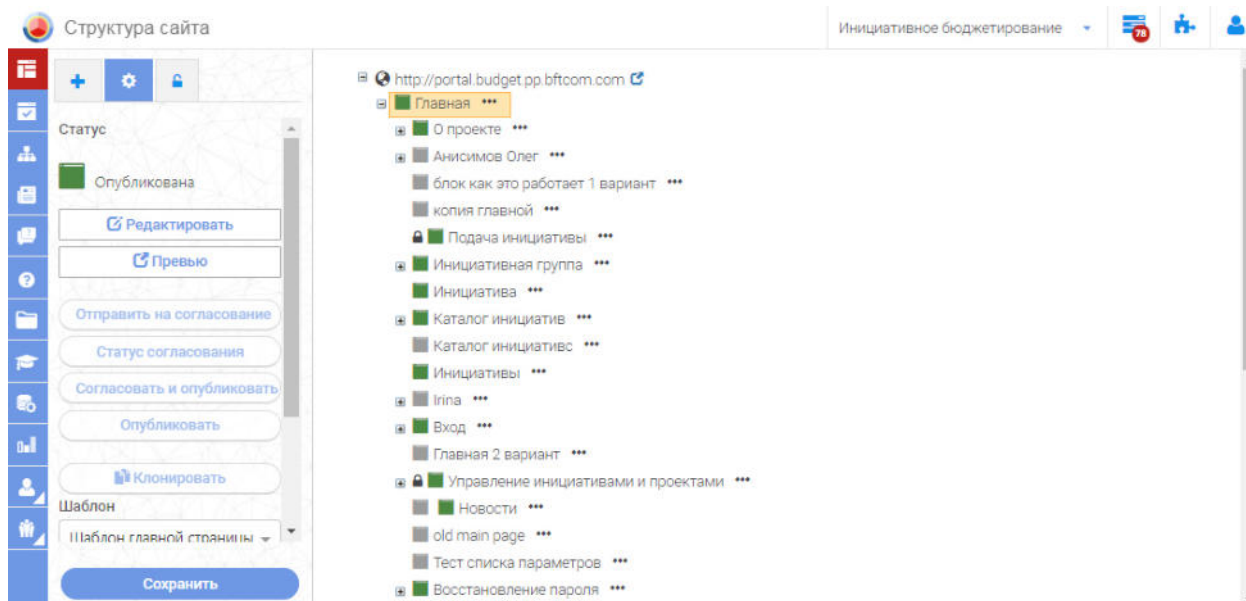 Структура сайта
Инициативное бюджетирование
78
Статус
Опубликована
Редактировать
Превью
Отправить на согласование
Статус согласования
Согласовать и опубликовать
Опубликовать
Клонировать
Шаблон
Шаблон главной страницы
Сохранить
http://portal.budget.pp.bftcom.com
Главная •••
О проекте •••
Анисимов Олег •••
блок как это работает 1 вариант •••
копия главной •••
Подача инициативы •••
Инициативная группа •••
Инициатива •••
Каталог инициатив •••
Каталог инициативс •••
Инициативы •••
Irina •••
Вход •••
Главная 2 вариант •••
Управление инициативами и проектами •••
Новости •••
old main page •••
Тест списка параметров •••
Восстановление пароля •••